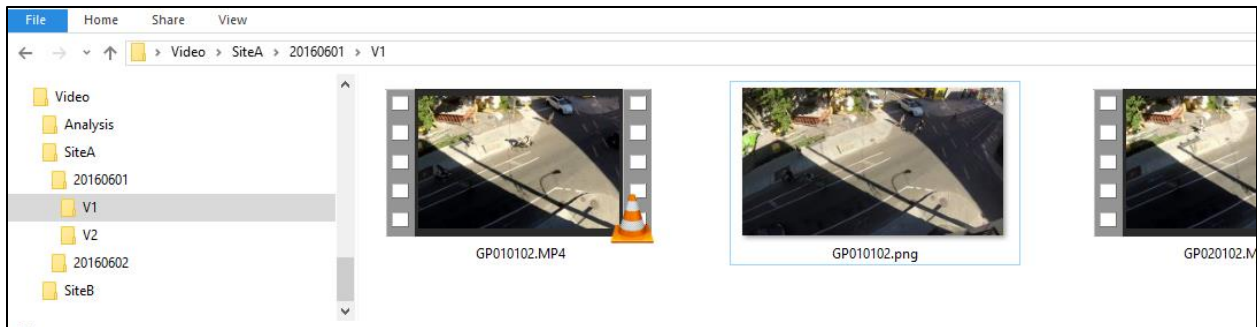 File Home Share View
Video > SiteA > 20160601 > V1
Video
Analysis
SiteA
20160601
V1
V2
20160602
SiteB
GP010102.MP4 GP010102.png GP020102.M